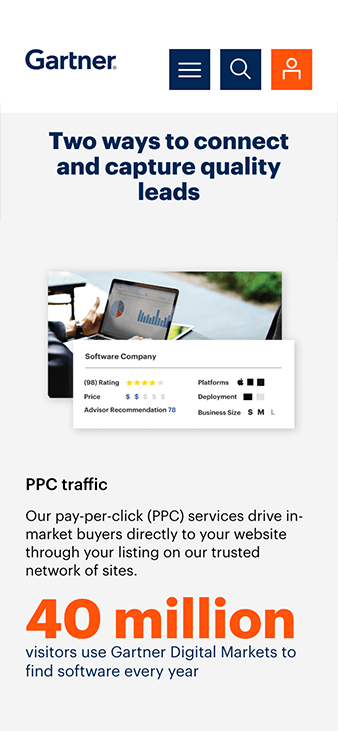 Gartner®
Two ways to connect
and capture quality
leads
Software Company
(98) Rating
Platforms
Price $ $ $ $ $
Deployment
Advisor Recommendation 78
Business Size S M L
PPC traffic
Our pay-per-click (PPC) services drive in-
market buyers directly to your website
through your listing on our trusted
network of sites.
40 million
visitors use Gartner Digital Markets to
find software every year